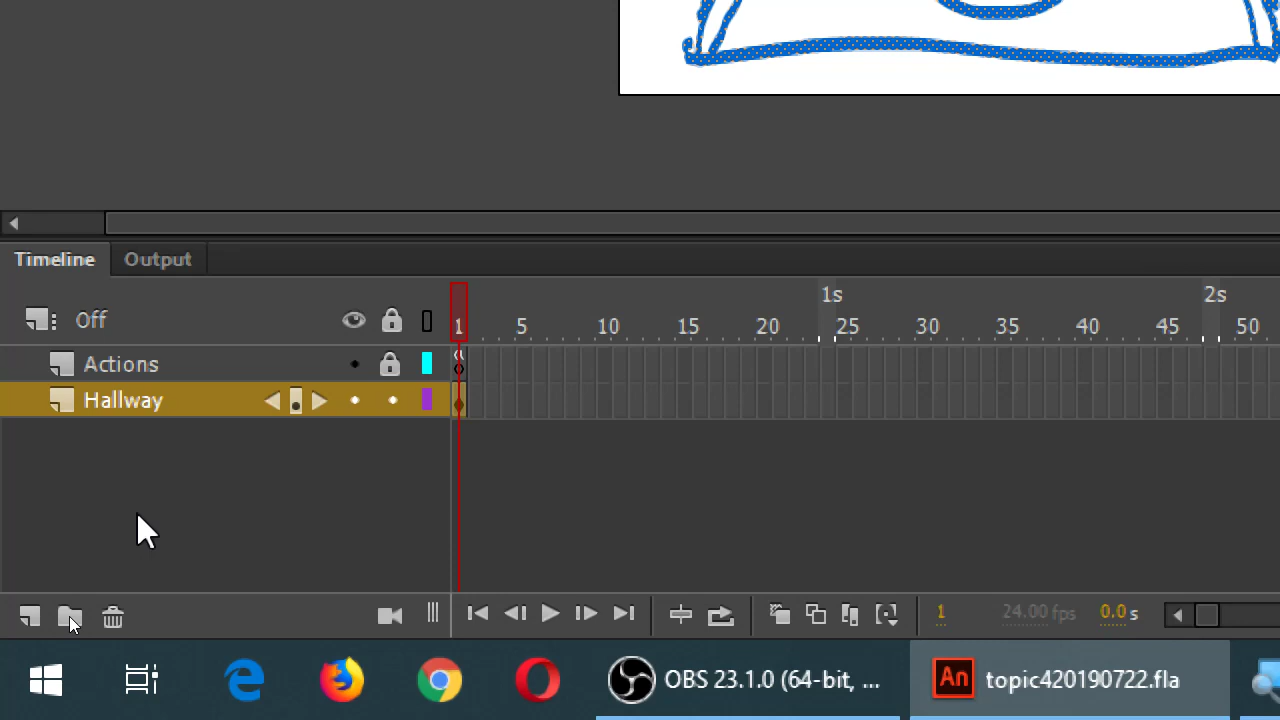 Timeline Output
Off 1s 2s
1 5 10 15 20 25 30 35 40 45 50
Actions
Hallway
1 24.00 fps 0.0 s
OBS 23.1.0 (64-bit, ... An topic420190722.fla